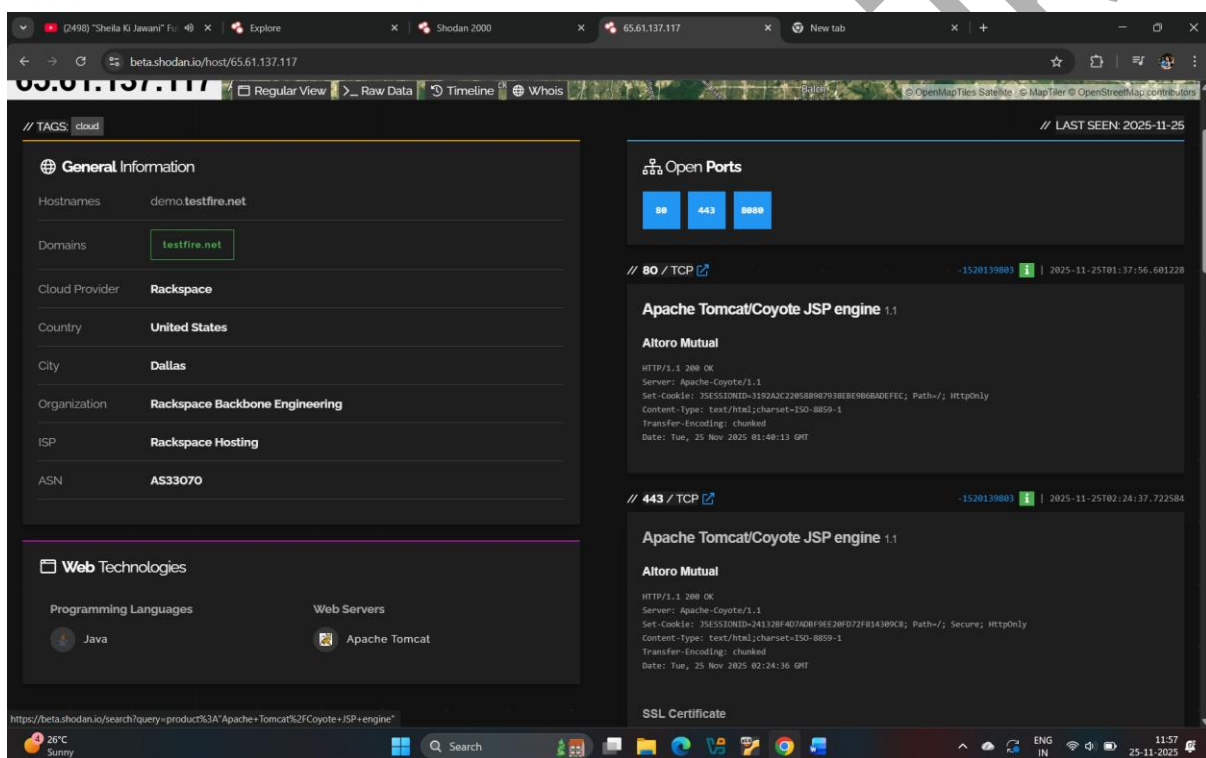 (2498) "Sheila Ki Jawani" Fu
Explore
Shodan 2000
65.61.137.117
New tab
beta.shodan.io/host/65.61.137.117
65.61.137.117
Regular View
>_ Raw Data
Timeline
Whois
© OpenMapTiles Satellite © MapTiler © OpenStreetMap contributors
// TAGS: cloud
// LAST SEEN: 2025-11-25
General Information
Hostnames demo.testfire.net
Domains testfire.net
Cloud Provider Rackspace
Country United States
City Dallas
Organization Rackspace Backbone Engineering
ISP Rackspace Hosting
ASN AS33070
Web Technologies
Programming Languages Web Servers
Java Apache Tomcat
Open Ports
80 443 8080
// 80 / TCP -1520139803 | 2025-11-25T01:37:56.601228
Apache Tomcat/Coyote JSP engine 1.1
Altoro Mutual
HTTP/1.1 200 OK
Server: Apache-Coyote/1.1
Set-Cookie: Path=/; HttpOnly
Content-Type: text/html;charset=ISO-8859-1
Transfer-Encoding: chunked
Date: Tue, 25 Nov 2025 01:40:13 GMT
// 443 / TCP -1520139803 | 2025-11-25T02:24:37.722584
Apache Tomcat/Coyote JSP engine 1.1
Altoro Mutual
HTTP/1.1 200 OK
Server: Apache-Coyote/1.1
Set-Cookie: Path=/; Secure; HttpOnly
Content-Type: text/html;charset=ISO-8859-1
Transfer-Encoding: chunked
Date: Tue, 25 Nov 2025 02:24:36 GMT
SSL Certificate
https://beta.shodan.io/search?query=product%3A"Apache+Tomcat%2FCoyote+JSP+engine"
4
26°C
Sunny
Search
ENG
IN
11:57
25-11-2025